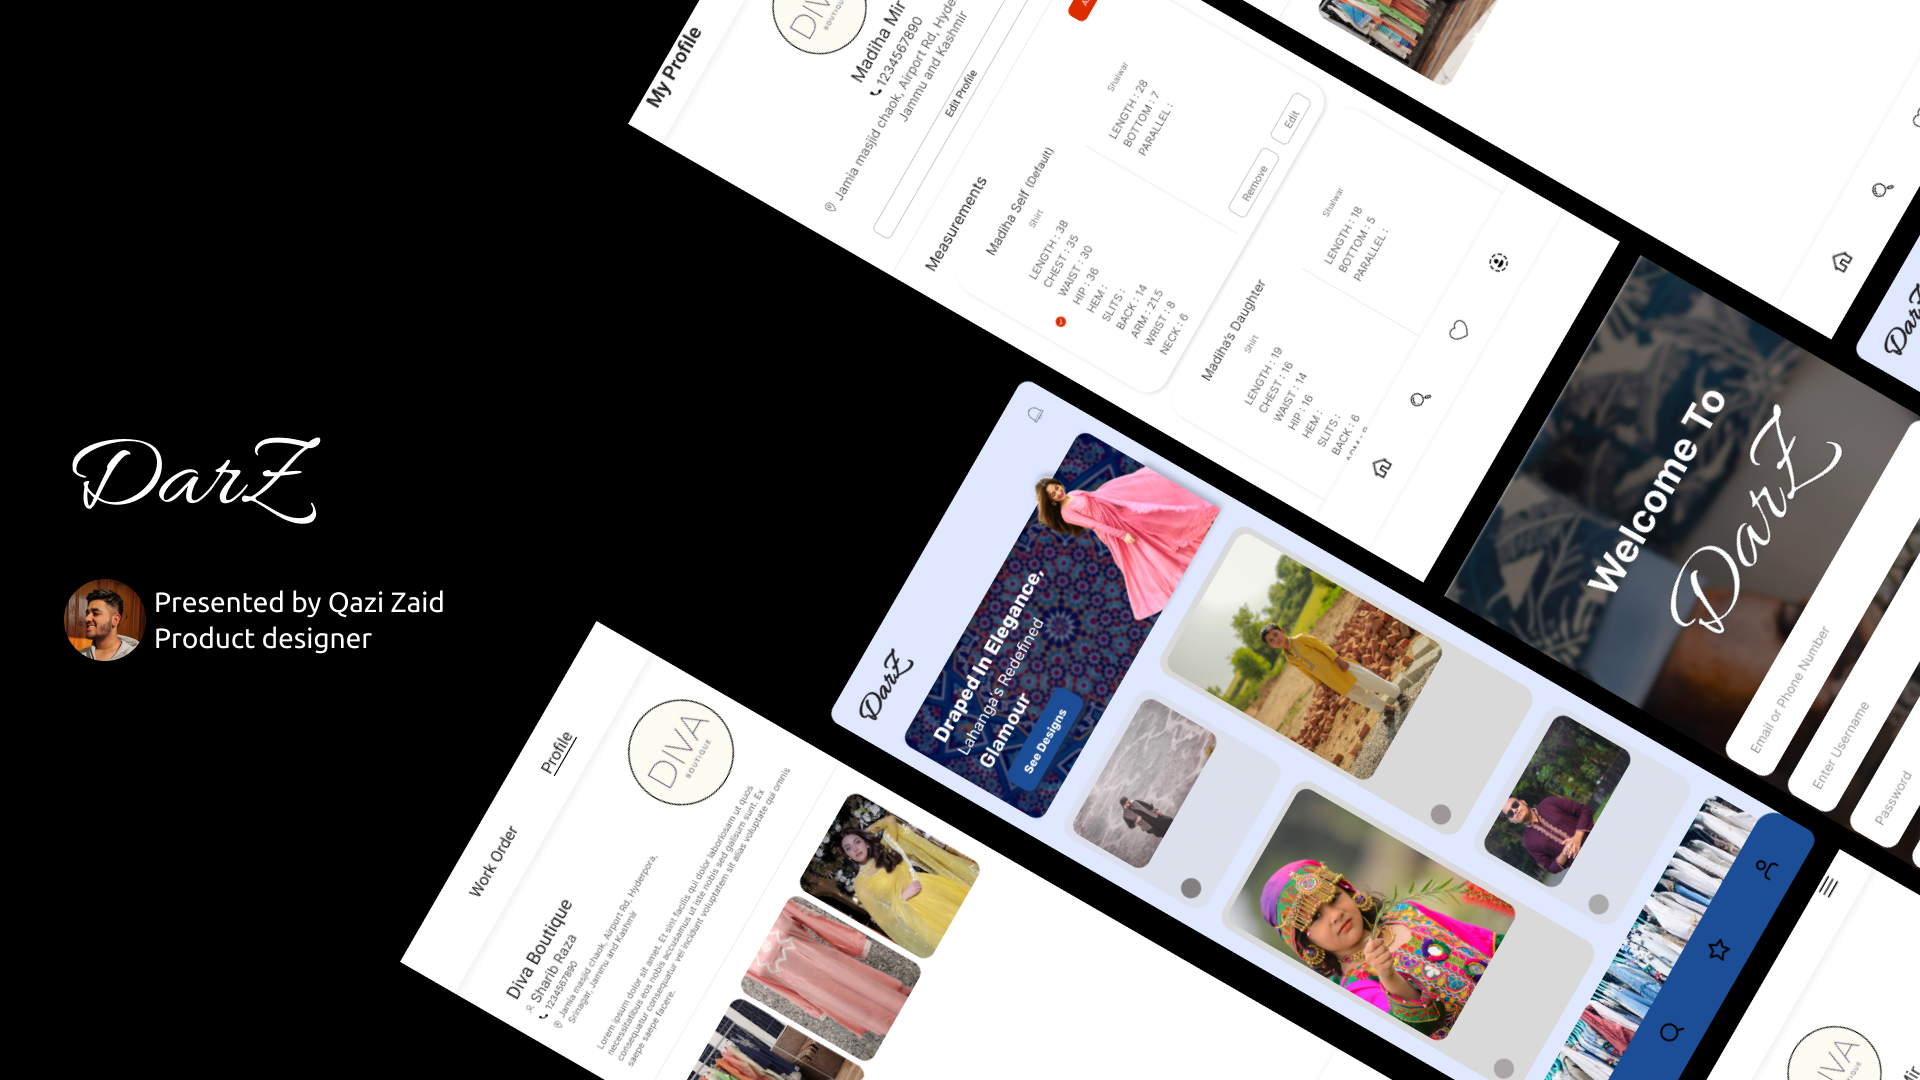 DarZ
Presented by Qazi Zaid
Product designer
My Profile
DIVA
BOUTIQUE
1234567890
Jamia masjid chaok, Airport Rd,
Jammu and Kashmir
Edit Profile
Measurements
Madiha Self (Default)
Shirt
LENGTH : 38
CHEST : 35
WAIST : 30
HIP : 36
HEM :
SLITS :
BACK : 14
ARM : 21.5
WRIST : 8
NECK : 6
Shalwar
LENGTH : 28
BOTTOM : 7
PARALLEL :
Remove
Edit
Madiha's Daughter
Shirt
LENGTH : 19
CHEST : 16
WAIST : 14
HIP : 16
HEM :
SLITS :
BACK : 6
Shalwar
LENGTH : 18
BOTTOM : 5
PARALLEL :
DarZ
Draped In Elegance,
Lahanga's Redefined
Glamour
See Designs
Welcome To
DarZ
Email or Phone Number
Enter Username
Password
Work Order
Profile
DIVA
BOUTIQUE
Diva Boutique
Sharib Raza
1234567890
Jamia masjid chaok, Airport Rd, Hyderpora,
Srinagar, Jammu and Kashmir
Lorem ipsum dolor sit amet. Et sint facilis qui dolor laboriosam ut quos
necessitatibus eos nobis accusamus ut iste nobis sed galisum sunt. Ex
consequatur consequatur vel incidunt voluptatem sit alias voluptate qui omnis
saepe saepe facere.
DIVA